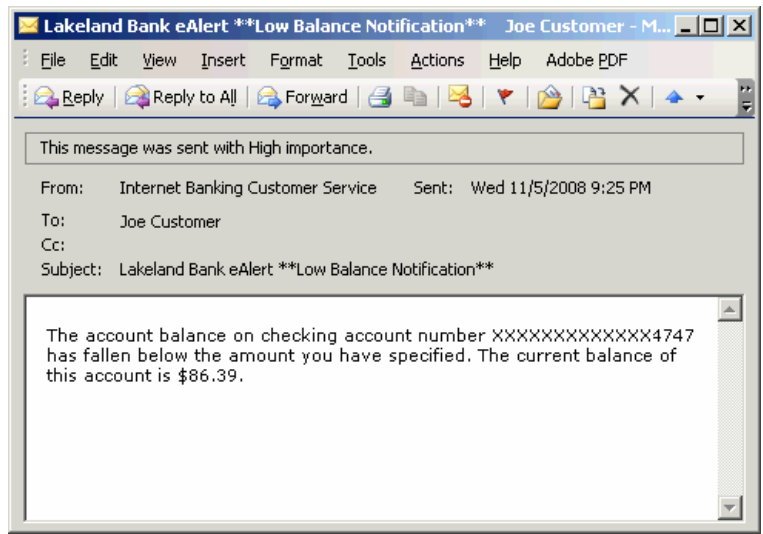 Lakeland Bank eAlert **Low Balance Notification** Joe Customer - M...
File Edit View Insert Format Tools Actions Help Adobe PDF
Reply Reply to All Forward
This message was sent with High importance.
From: Internet Banking Customer Service Sent: Wed 11/5/2008 9:25 PM
To: Joe Customer
Cc:
Subject: Lakeland Bank eAlert **Low Balance Notification**
The account balance on checking account number XXXXXXXXXXXXX4747
has fallen below the amount you have specified. The current balance of
this account is $86.39.